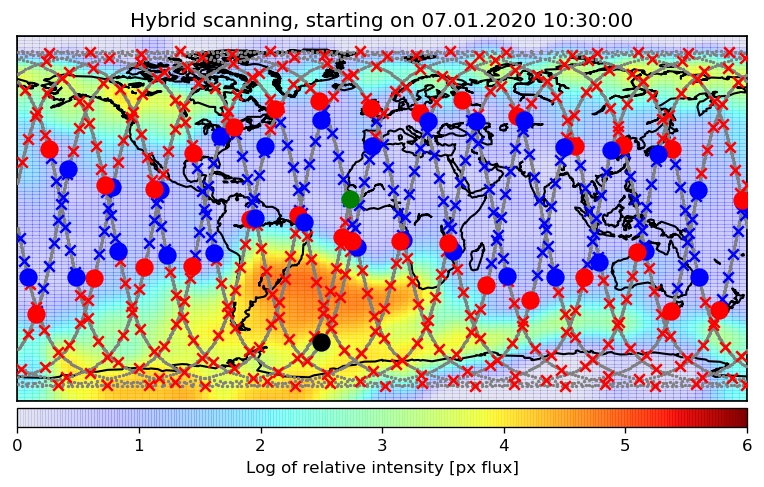 Hybrid scanning, starting on 07.01.2020 10:30:00
0 1 2 3 4 5 6
Log of relative intensity [px flux]